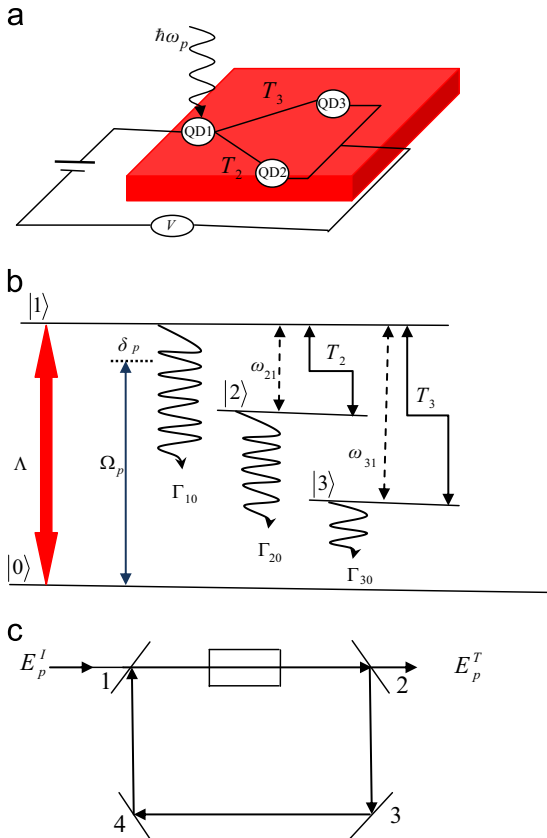 a
ℏω_p
T_3
QD3
QD1
T_2
QD2
V
b
|1⟩
δ_p
ω_21
T_2
|2⟩
T_3
Λ
Ω_p
ω_31
Γ_10
|3⟩
Γ_20
|0⟩
Γ_30
c
E_p^I
1
2
E_p^T
4
3